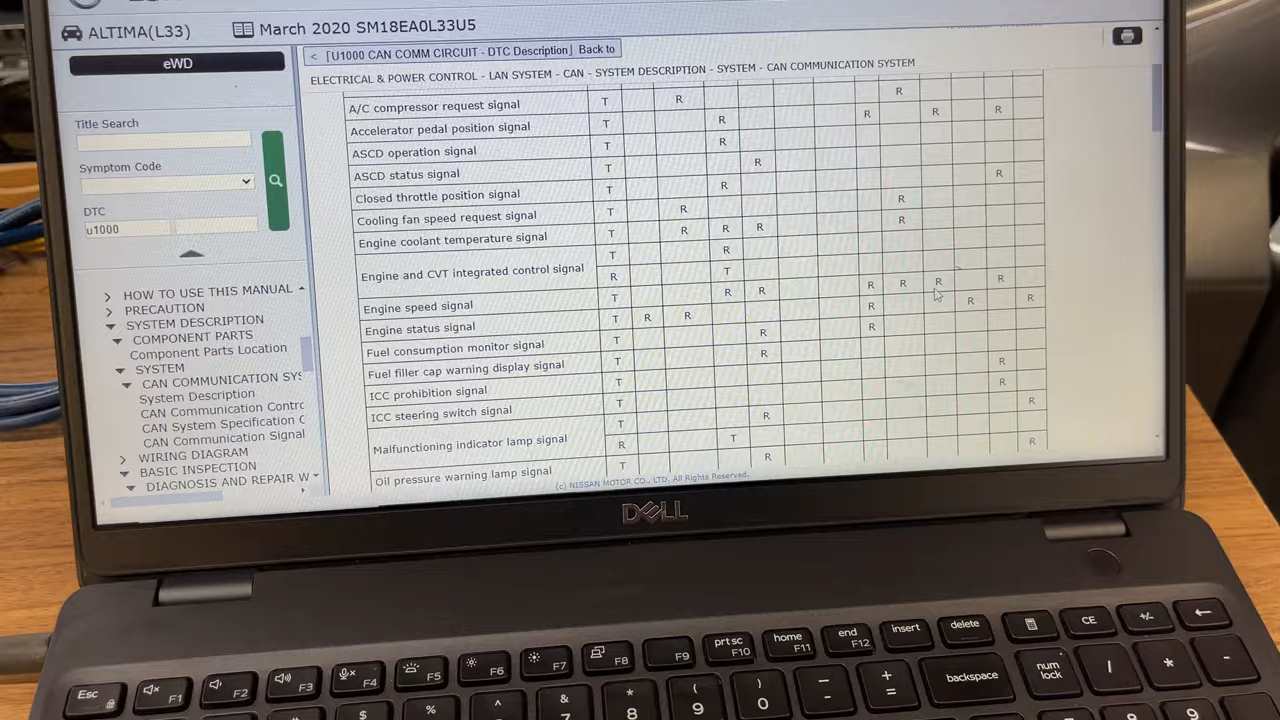 ALTIMA(L33)
March 2020 SM18EA0L33U5
eWD
< [U1000 CAN COMM CIRCUIT - DTC Description] Back to
ELECTRICAL & POWER CONTROL - LAN SYSTEM - CAN - SYSTEM DESCRIPTION - SYSTEM - CAN COMMUNICATION SYSTEM
Title Search
Symptom Code
DTC
u1000
HOW TO USE THIS MANUAL
PRECAUTION
SYSTEM DESCRIPTION
COMPONENT PARTS
Component Parts Location
SYSTEM
CAN COMMUNICATION SYS
System Description
CAN Communication Contrc
CAN System Specification C
CAN Communication Signal
WIRING DIAGRAM
BASIC INSPECTION
DIAGNOSIS AND REPAIR W
A/C compressor request signal T R R
Accelerator pedal position signal T R R R R
ASCD operation signal T R
ASCD status signal T R
Closed throttle position signal T R R
Cooling fan speed request signal T R R
Engine coolant temperature signal T R R R R
Engine and CVT integrated control signal T R
R T
Engine speed signal T R R R R R R
Engine status signal T R R R R R
Fuel consumption monitor signal T R R
Fuel filler cap warning display signal T R
ICC prohibition signal T R
ICC steering switch signal T R
Malfunctioning indicator lamp signal T R R
R T
Oil pressure warning lamp signal T R R
(c) NISSAN MOTOR CO., LTD. All Rights Reserved.
DELL
Esc F1 F2 F3 F4 F5 F6 F7 F8 F9 prt sc F10 home F11 end F12 insert delete CE +/- ←
$ % ^ & 7 * 8 ( 9 ) 0 – - + = backspace num lock / * -
7 8 9